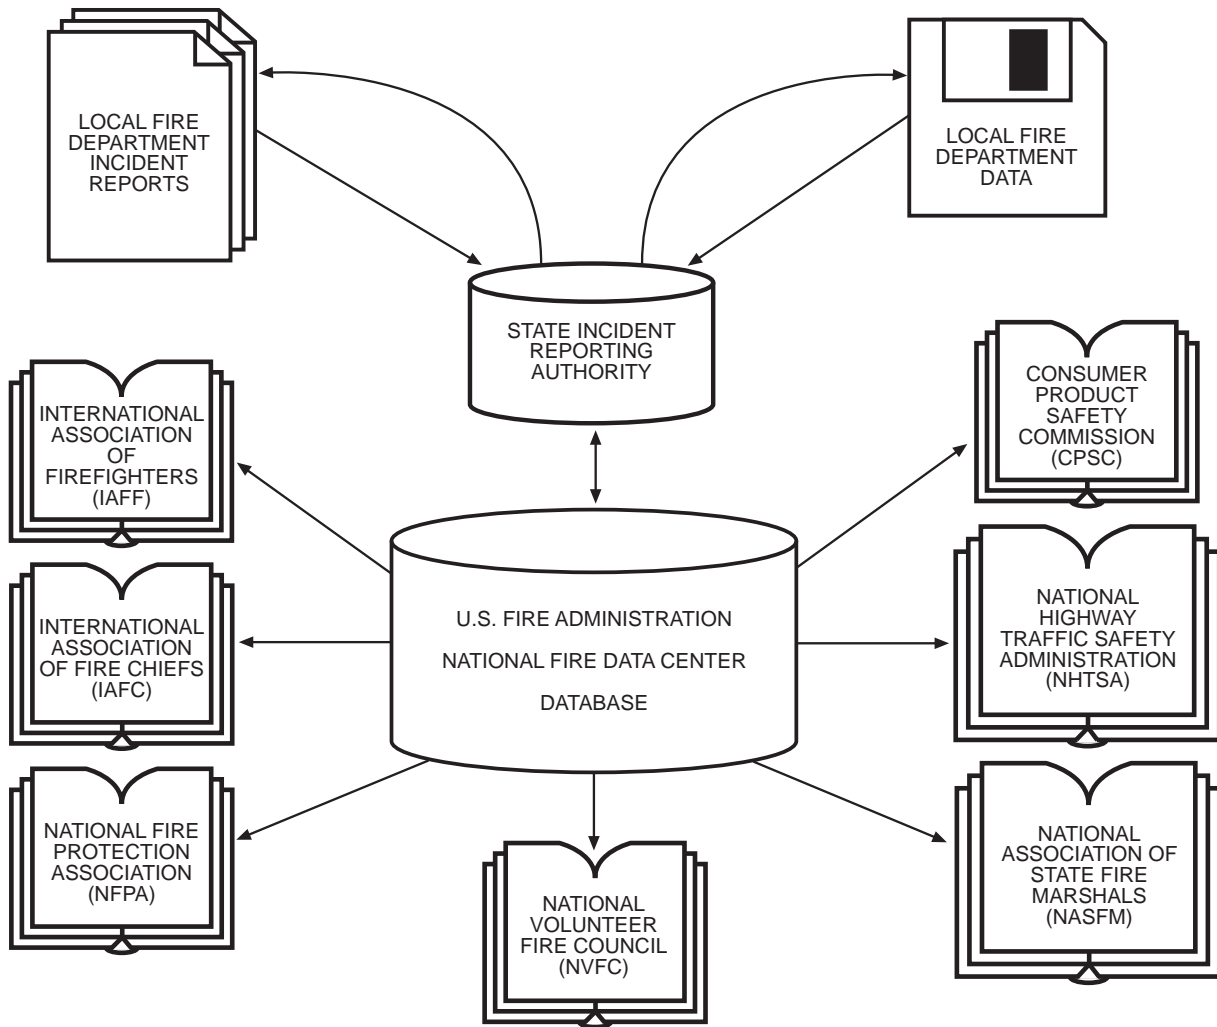 LOCAL FIRE
DEPARTMENT
INCIDENT
REPORTS
LOCAL FIRE
DEPARTMENT
DATA
STATE INCIDENT
REPORTING
AUTHORITY
INTERNATIONAL
ASSOCIATION
OF
FIREFIGHTERS
(IAFF)
CONSUMER
PRODUCT
SAFETY
COMMISSION
(CPSC)
U.S. FIRE ADMINISTRATION
NATIONAL FIRE DATA CENTER
DATABASE
INTERNATIONAL
ASSOCIATION
OF FIRE CHIEFS
(IAFC)
NATIONAL
HIGHWAY
TRAFFIC SAFETY
ADMINISTRATION
(NHTSA)
NATIONAL FIRE
PROTECTION
ASSOCIATION
(NFPA)
NATIONAL
VOLUNTEER
FIRE COUNCIL
(NVFC)
NATIONAL
ASSOCIATION OF
STATE FIRE
MARSHALS
(NASFM)